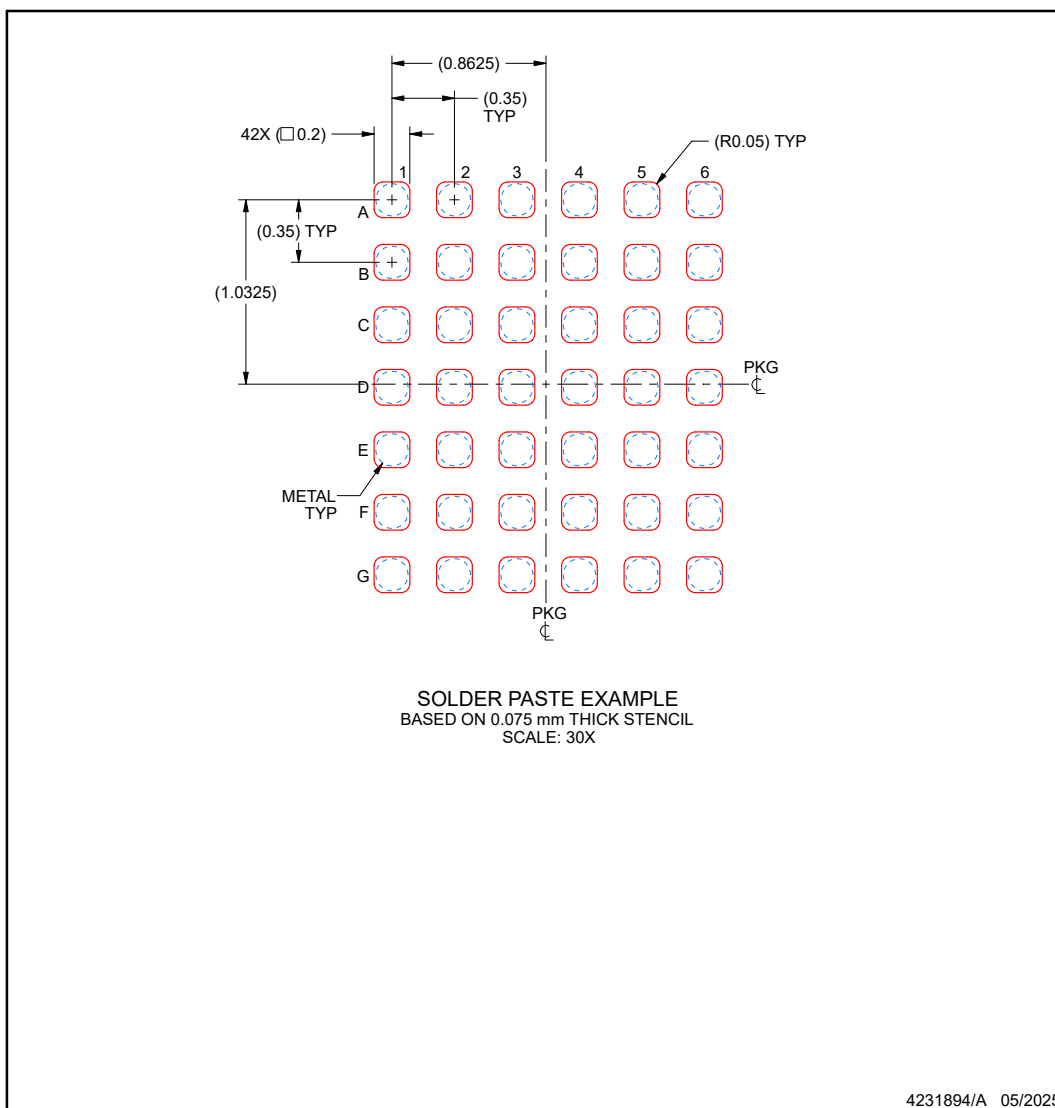 (0.8625)
(0.35)
TYP
42X (□ 0.2)
(R0.05) TYP
1 2 3 4 5 6
A
(0.35) TYP
B
(1.0325)
C
PKG
℄
D
E
METAL
TYP
F
G
PKG
℄
SOLDER PASTE EXAMPLE
BASED ON 0.075 mm THICK STENCIL
SCALE: 30X
4231894/A 05/2025